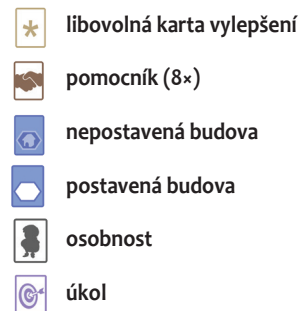 libovolná karta vylepšení
pomocník (8×)
nepostavená budova
postavená budova
osobnost
úkol